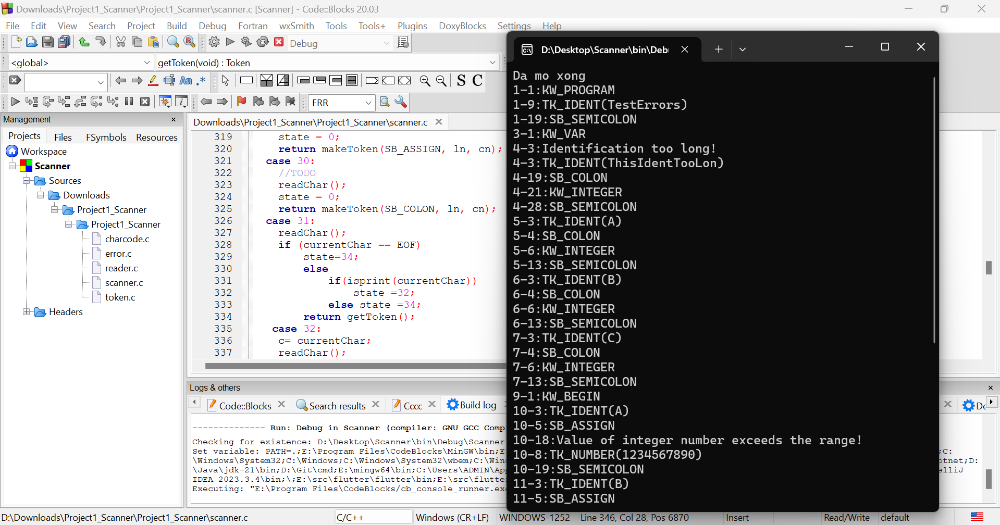 Downloads\Project1_Scanner\Project1_Scanner\scanner.c [Scanner] - Code::Blocks 20.03
File Edit View Search Project Build Debug Fortran wxSmith Tools Tools+ Plugins DoxyBlocks Settings Help
Debug
<global>
getToken(void) : Token
Aa .*
S C
ERR
Management
Projects Files FSymbols Resources
Workspace
Scanner
Sources
Downloads
Project1_Scanner
Project1_Scanner
charcode.c
error.c
reader.c
scanner.c
token.c
Headers
Downloads\Project1_Scanner\Project1_Scanner\scanner.c
319 state = 0;
320 return makeToken(SB_ASSIGN, ln, cn);
321 case 30:
322 //TODO
323 readChar();
324 state = 0;
325 return makeToken(SB_COLON, ln, cn);
326 case 31:
327 readChar();
328 if (currentChar == EOF)
329 state=34;
330 else
331 if(isprint(currentChar))
332 state =32;
333 else state =34;
334 return getToken();
335 case 32:
336 c= currentChar;
337 readChar();
Logs & others
Code::Blocks Search results Cccc Build log De
-------------- Run: Debug in Scanner (compiler: GNU GCC Comp
Checking for existence: D:\Desktop\Scanner\bin\Debug\Scanner
Set variable: PATH=.;E:\Program Files\CodeBlocks\MinGW\bin;E ;C:
\Windows\System32;C:\Windows;C:\Windows\System32\wbem;C:\Win otnet;D:
\Java\jdk-21\bin;D:\Git\cmd;E:\mingw64\bin;C:\Users\ADMIN\Ap elliJ
IDEA 2023.3.4\bin;\;E:\src\flutter\flutter\bin;E:\src\flutte
Executing: "E:\Program Files\CodeBlocks/cb_console_runner.exe
D:\Desktop\Scanner\bin\Deb
Da mo xong
1-1:KW_PROGRAM
1-9:TK_IDENT(TestErrors)
1-19:SB_SEMICOLON
3-1:KW_VAR
4-3:Identification too long!
4-3:TK_IDENT(ThisIdentTooLon)
4-19:SB_COLON
4-21:KW_INTEGER
4-28:SB_SEMICOLON
5-3:TK_IDENT(A)
5-4:SB_COLON
5-6:KW_INTEGER
5-13:SB_SEMICOLON
6-3:TK_IDENT(B)
6-4:SB_COLON
6-6:KW_INTEGER
6-13:SB_SEMICOLON
7-3:TK_IDENT(C)
7-4:SB_COLON
7-6:KW_INTEGER
7-13:SB_SEMICOLON
9-1:KW_BEGIN
10-3:TK_IDENT(A)
10-5:SB_ASSIGN
10-18:Value of integer number exceeds the range!
10-8:TK_NUMBER(1234567890)
10-19:SB_SEMICOLON
11-3:TK_IDENT(B)
11-5:SB_ASSIGN
D:\Downloads\Project1_Scanner\Project1_Scanner\scanner.c C/C++ Windows (CR+LF) WINDOWS-1252 Line 346, Col 28, Pos 6870 Insert Read/Write default